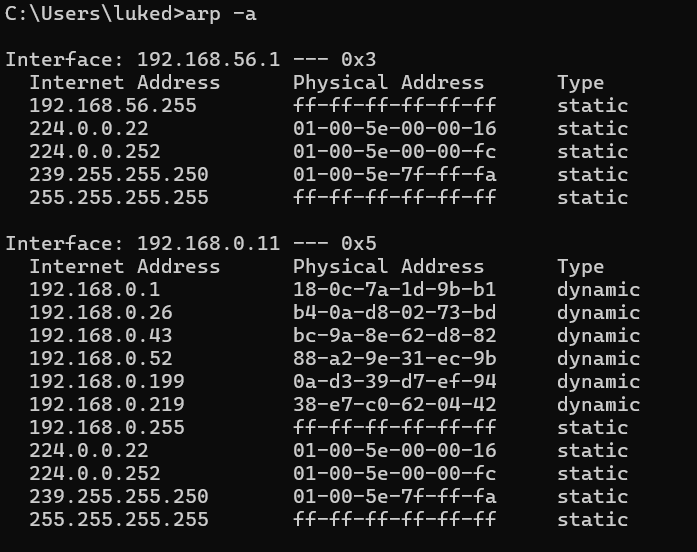 C:\Users\luked>arp -a
Interface: 192.168.56.1 --- 0x3
Internet Address Physical Address Type
192.168.56.255 ff-ff-ff-ff-ff-ff static
224.0.0.22 01-00-5e-00-00-16 static
224.0.0.252 01-00-5e-00-00-fc static
239.255.255.250 01-00-5e-7f-ff-fa static
255.255.255.255 ff-ff-ff-ff-ff-ff static
Interface: 192.168.0.11 --- 0x5
Internet Address Physical Address Type
192.168.0.1 18-0c-7a-1d-9b-b1 dynamic
192.168.0.26 b4-0a-d8-02-73-bd dynamic
192.168.0.43 bc-9a-8e-62-d8-82 dynamic
192.168.0.52 88-a2-9e-31-ec-9b dynamic
192.168.0.199 0a-d3-39-d7-ef-94 dynamic
192.168.0.219 38-e7-c0-62-04-42 dynamic
192.168.0.255 ff-ff-ff-ff-ff-ff static
224.0.0.22 01-00-5e-00-00-16 static
224.0.0.252 01-00-5e-00-00-fc static
239.255.255.250 01-00-5e-7f-ff-fa static
255.255.255.255 ff-ff-ff-ff-ff-ff static